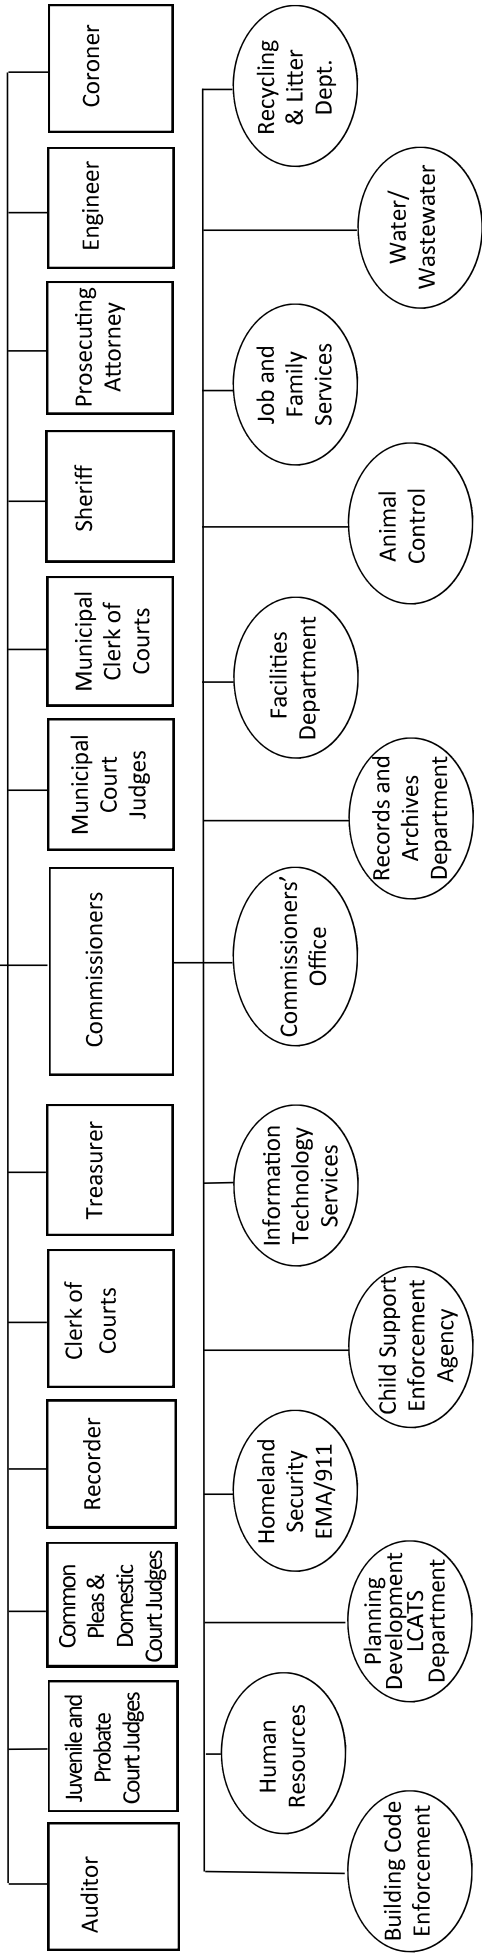 Auditor
Juvenile and
Probate
Court Judges
Common
Pleas &
Domestic
Court Judges
Recorder
Clerk of
Courts
Treasurer
Commissioners
Municipal
Court
Judges
Municipal
Clerk of
Courts
Sheriff
Prosecuting
Attorney
Engineer
Coroner
Building Code
Enforcement
Human
Resources
Planning
Development
LCATS
Department
Homeland
Security
EMA/911
Child Support
Enforcement
Agency
Information
Technology
Services
Commissioners’
Office
Records and
Archives
Department
Facilities
Department
Animal
Control
Job and
Family
Services
Water/
Wastewater
Recycling
& Litter
Dept.